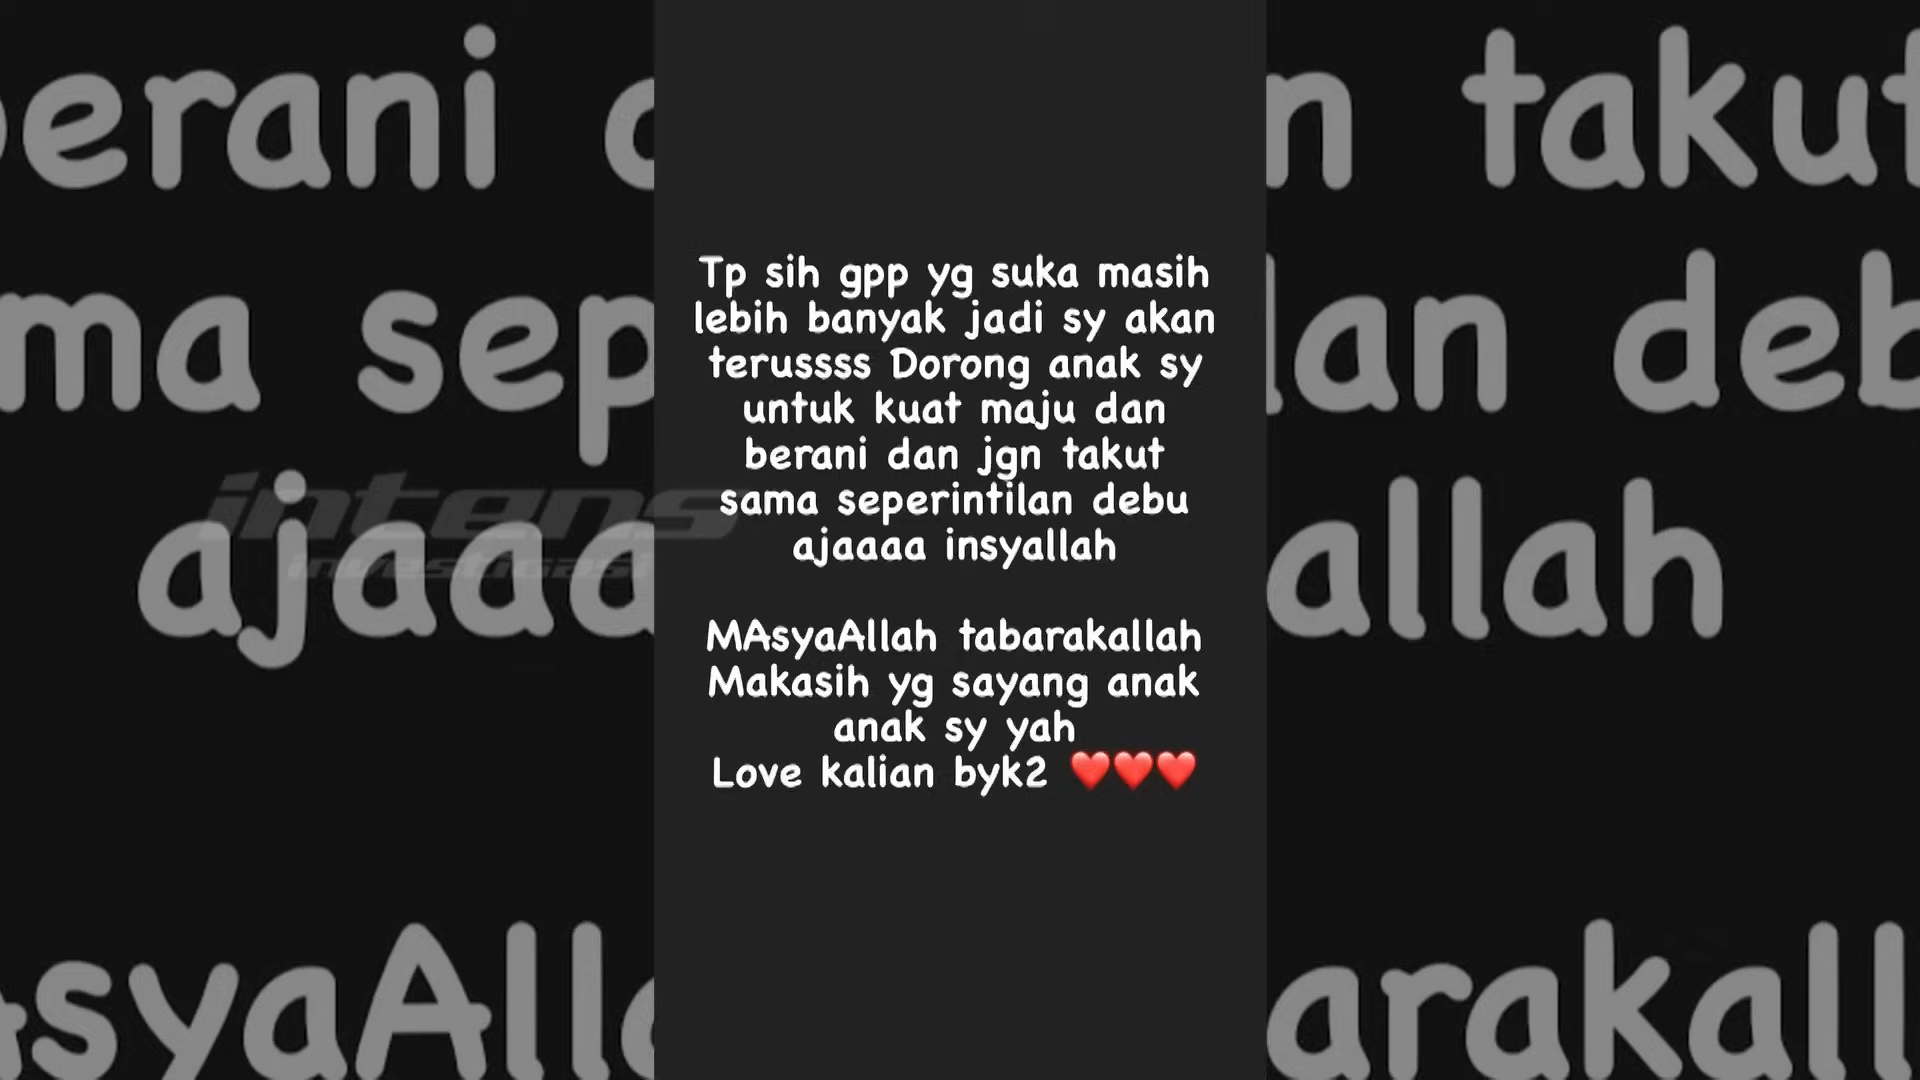 Tp sih gpp yg suka masih
lebih banyak jadi sy akan
terussss Dorong anak sy
untuk kuat maju dan
berani dan jgn takut
sama seperintilan debu
ajaaaa insyallah
MAsyaAllah tabarakallah
Makasih yg sayang anak
anak sy yah
Love kalian byk2 ❤️❤️❤️
intens
investigasi